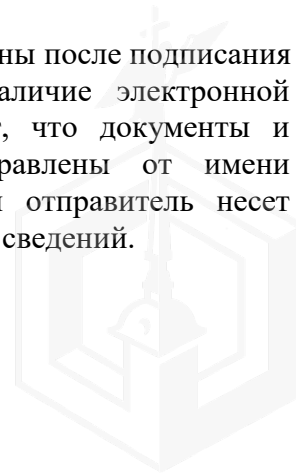 ны после подписания
аличие электронной
, что документы и
равлены от имени
отправитель несет
сведений.